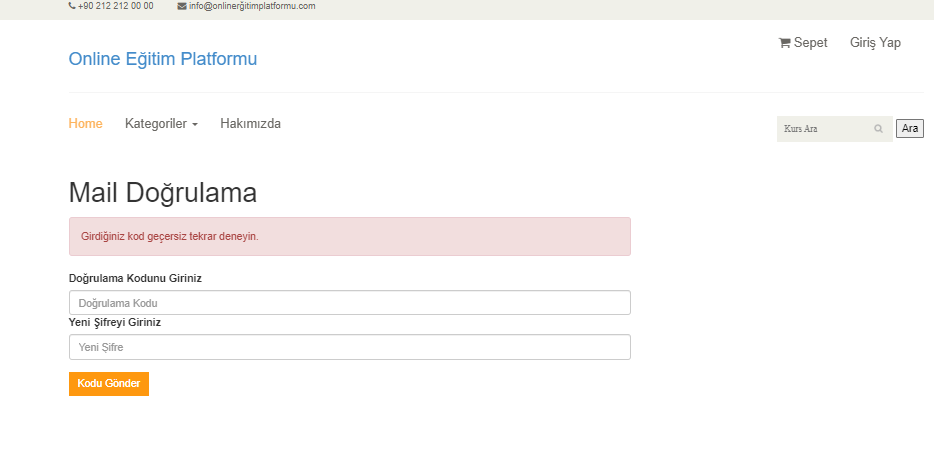 +90 212 212 00 00 info@onlinerğitimplatformu.com
Sepet Giriş Yap
Online Eğitim Platformu
Home Kategoriler Hakımızda
Kurs Ara Ara
Mail Doğrulama
Girdiğiniz kod geçersiz tekrar deneyin.
Doğrulama Kodunu Giriniz
Doğrulama Kodu
Yeni Şifreyi Giriniz
Yeni Şifre
Kodu Gönder